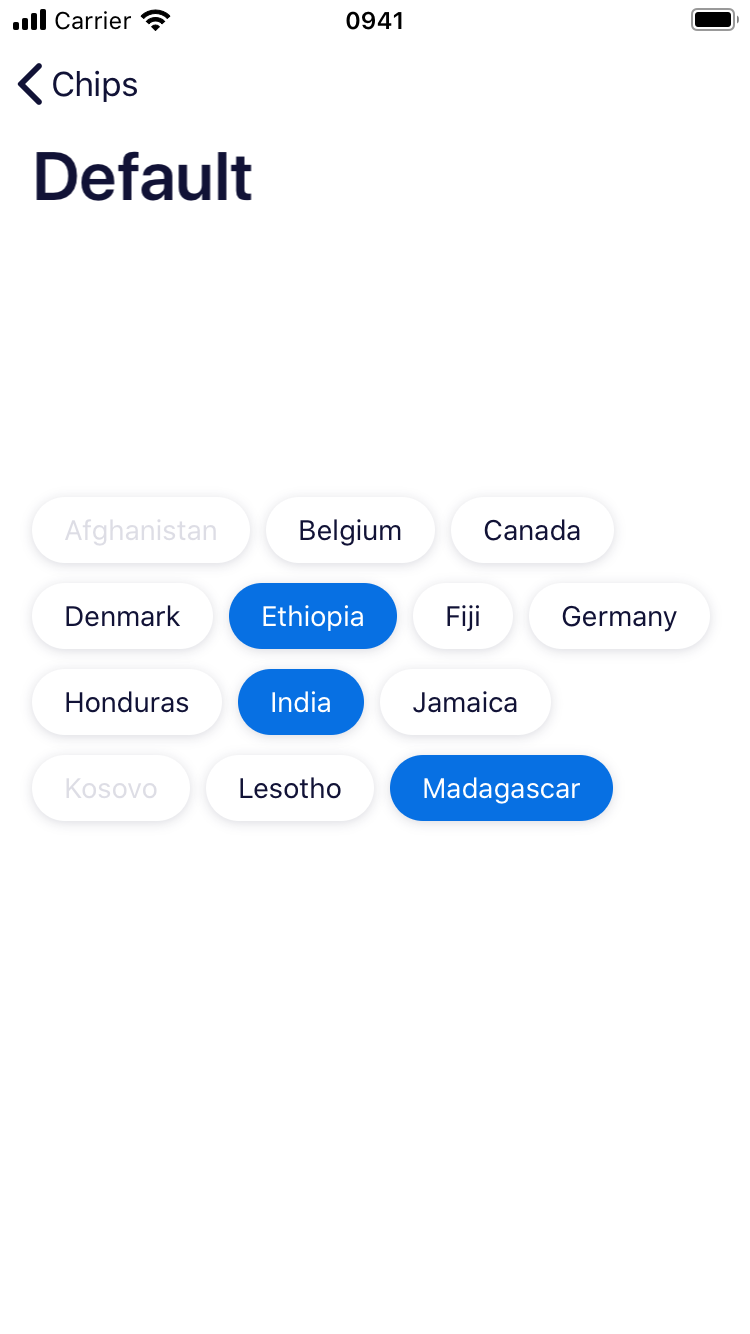 Carrier 0941
Chips
Default
Afghanistan Belgium Canada
Denmark Ethiopia Fiji Germany
Honduras India Jamaica
Kosovo Lesotho Madagascar